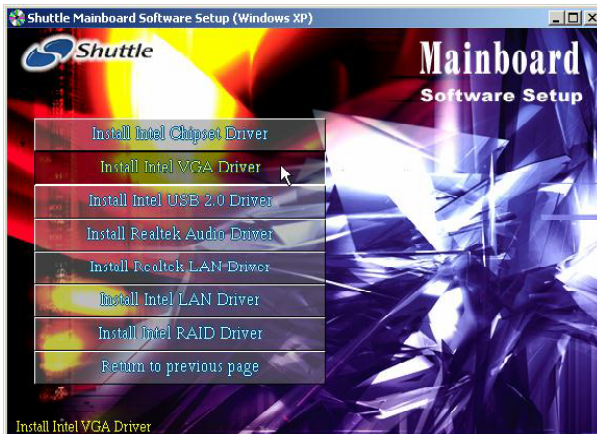 Shuttle Mainboard Software Setup (Windows XP)
Shuttle
Mainboard
Software Setup
Install Intel Chipset Driver
Install Intel VGA Driver
Install Intel USB 2.0 Driver
Install Realtek Audio Driver
Install Realtek LAN Driver
Install Intel LAN Driver
Install Intel RAID Driver
Return to previous page
Install Intel VGA Driver